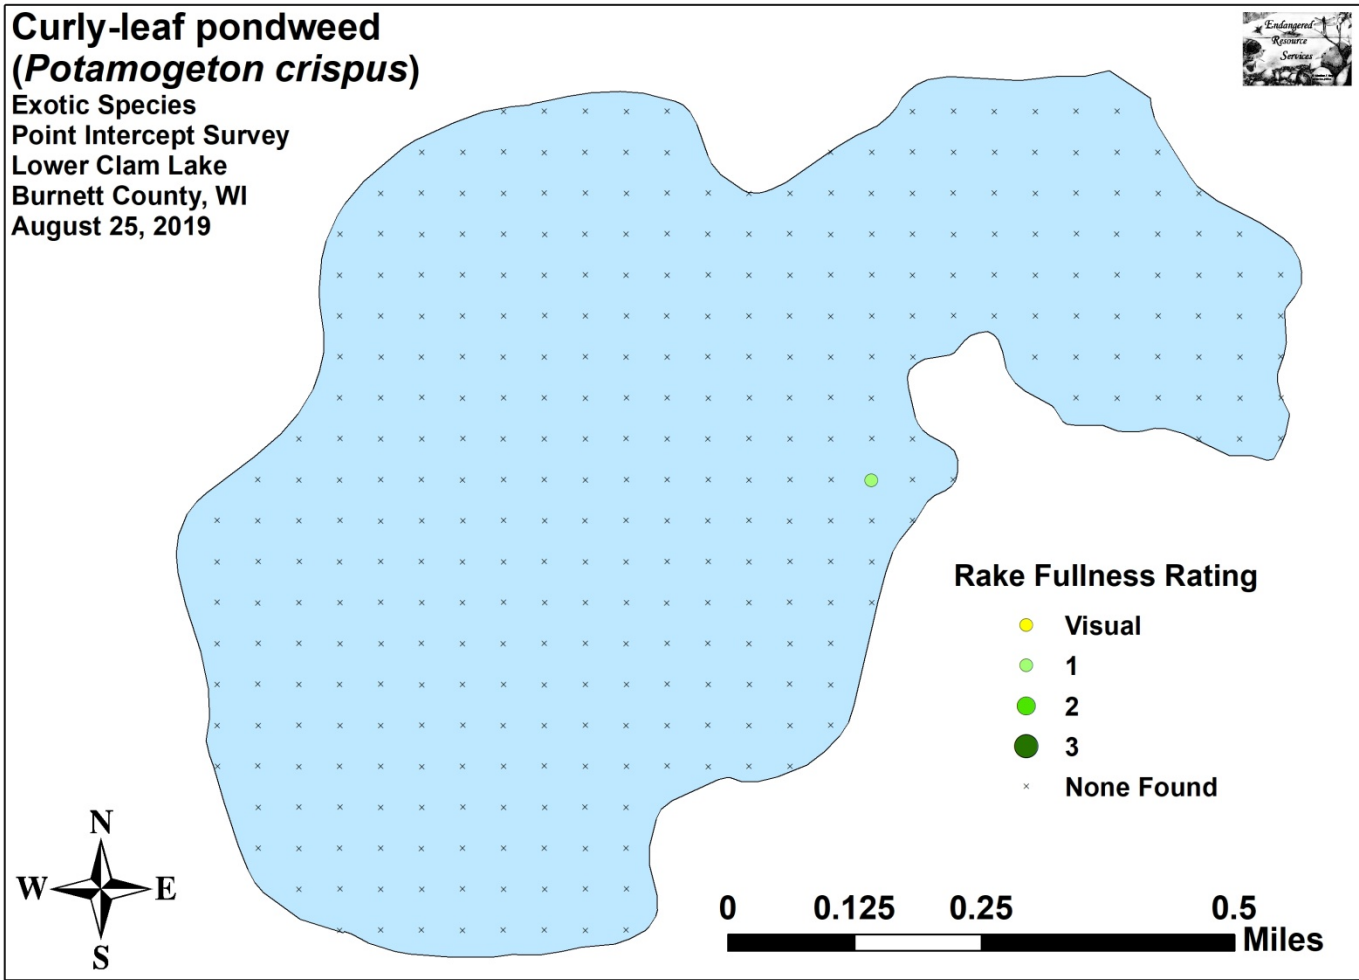 Curly-leaf pondweed
(Potamogeton crispus)
Exotic Species
Point Intercept Survey
Lower Clam Lake
Burnett County, WI
August 25, 2019
Endangered
Resource
Services
Rake Fullness Rating
Visual
1
2
3
None Found
N
W E
S
0 0.125 0.25 0.5
Miles